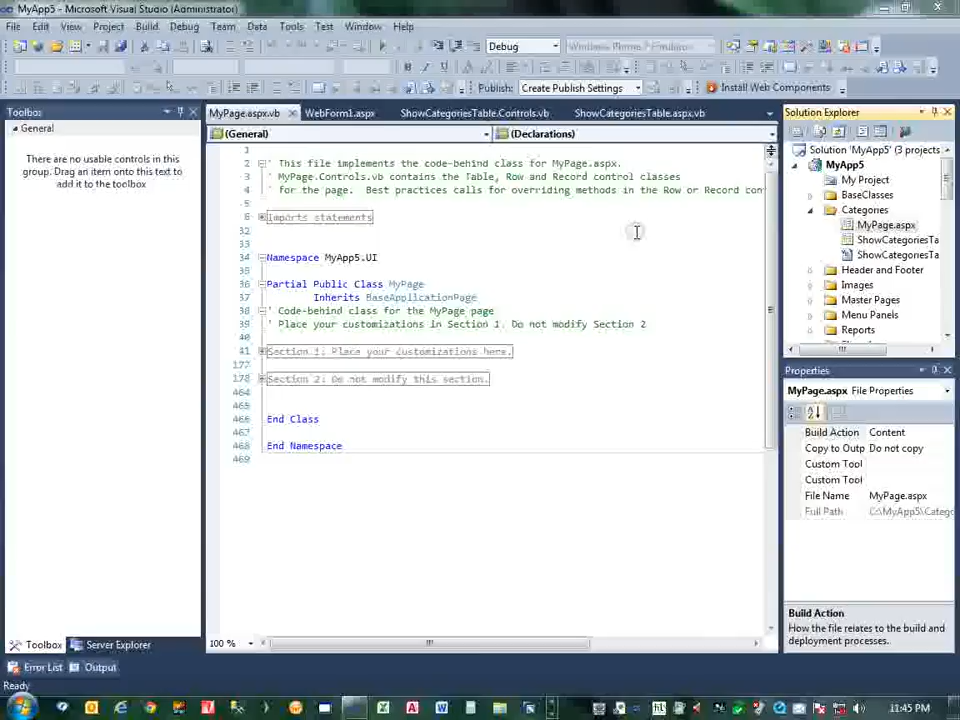 MyApp5 - Microsoft Visual Studio (Administrator)
File Edit View Project Build Debug Team Data Tools Test Window Help
Debug
Publish: Create Publish Settings Install Web Components
Toolbox
General
There are no usable controls in this
group. Drag an item onto this text to
add it to the toolbox
MyPage.aspx.vb WebForm1.aspx ShowCategoriesTable.Controls.vb ShowCategoriesTable.aspx.vb
(General) (Declarations)
1
2 ' This file implements the code-behind class for MyPage.aspx.
3 ' MyPage.Controls.vb contains the Table, Row and Record control classes
4 ' for the page.  Best practices calls for overriding methods in the Row or Record con
5
6 Imports statements
32
33
34 Namespace MyApp5.UI
35
36 Partial Public Class MyPage
37 Inherits BaseApplicationPage
38 ' Code-behind class for the MyPage page
39 ' Place your customizations in Section 1. Do not modify Section 2
40
41 Section 1: Place your customizations here.
177
178 Section 2: Do not modify this section.
464
465
466 End Class
467
468 End Namespace
469
100 %
Solution Explorer
Solution 'MyApp5' (3 projects
MyApp5
My Project
BaseClasses
Categories
MyPage.aspx
ShowCategoriesTa
ShowCategoriesTa
Header and Footer
Images
Master Pages
Menu Panels
Reports
Properties
MyPage.aspx File Properties
Build Action Content
Copy to Outp Do not copy
Custom Tool
Custom Tool
File Name MyPage.aspx
Full Path C:\MyApp5\Catego
Build Action
How the file relates to the build and
deployment processes.
Toolbox Server Explorer
Error List Output
Ready
11:45 PM